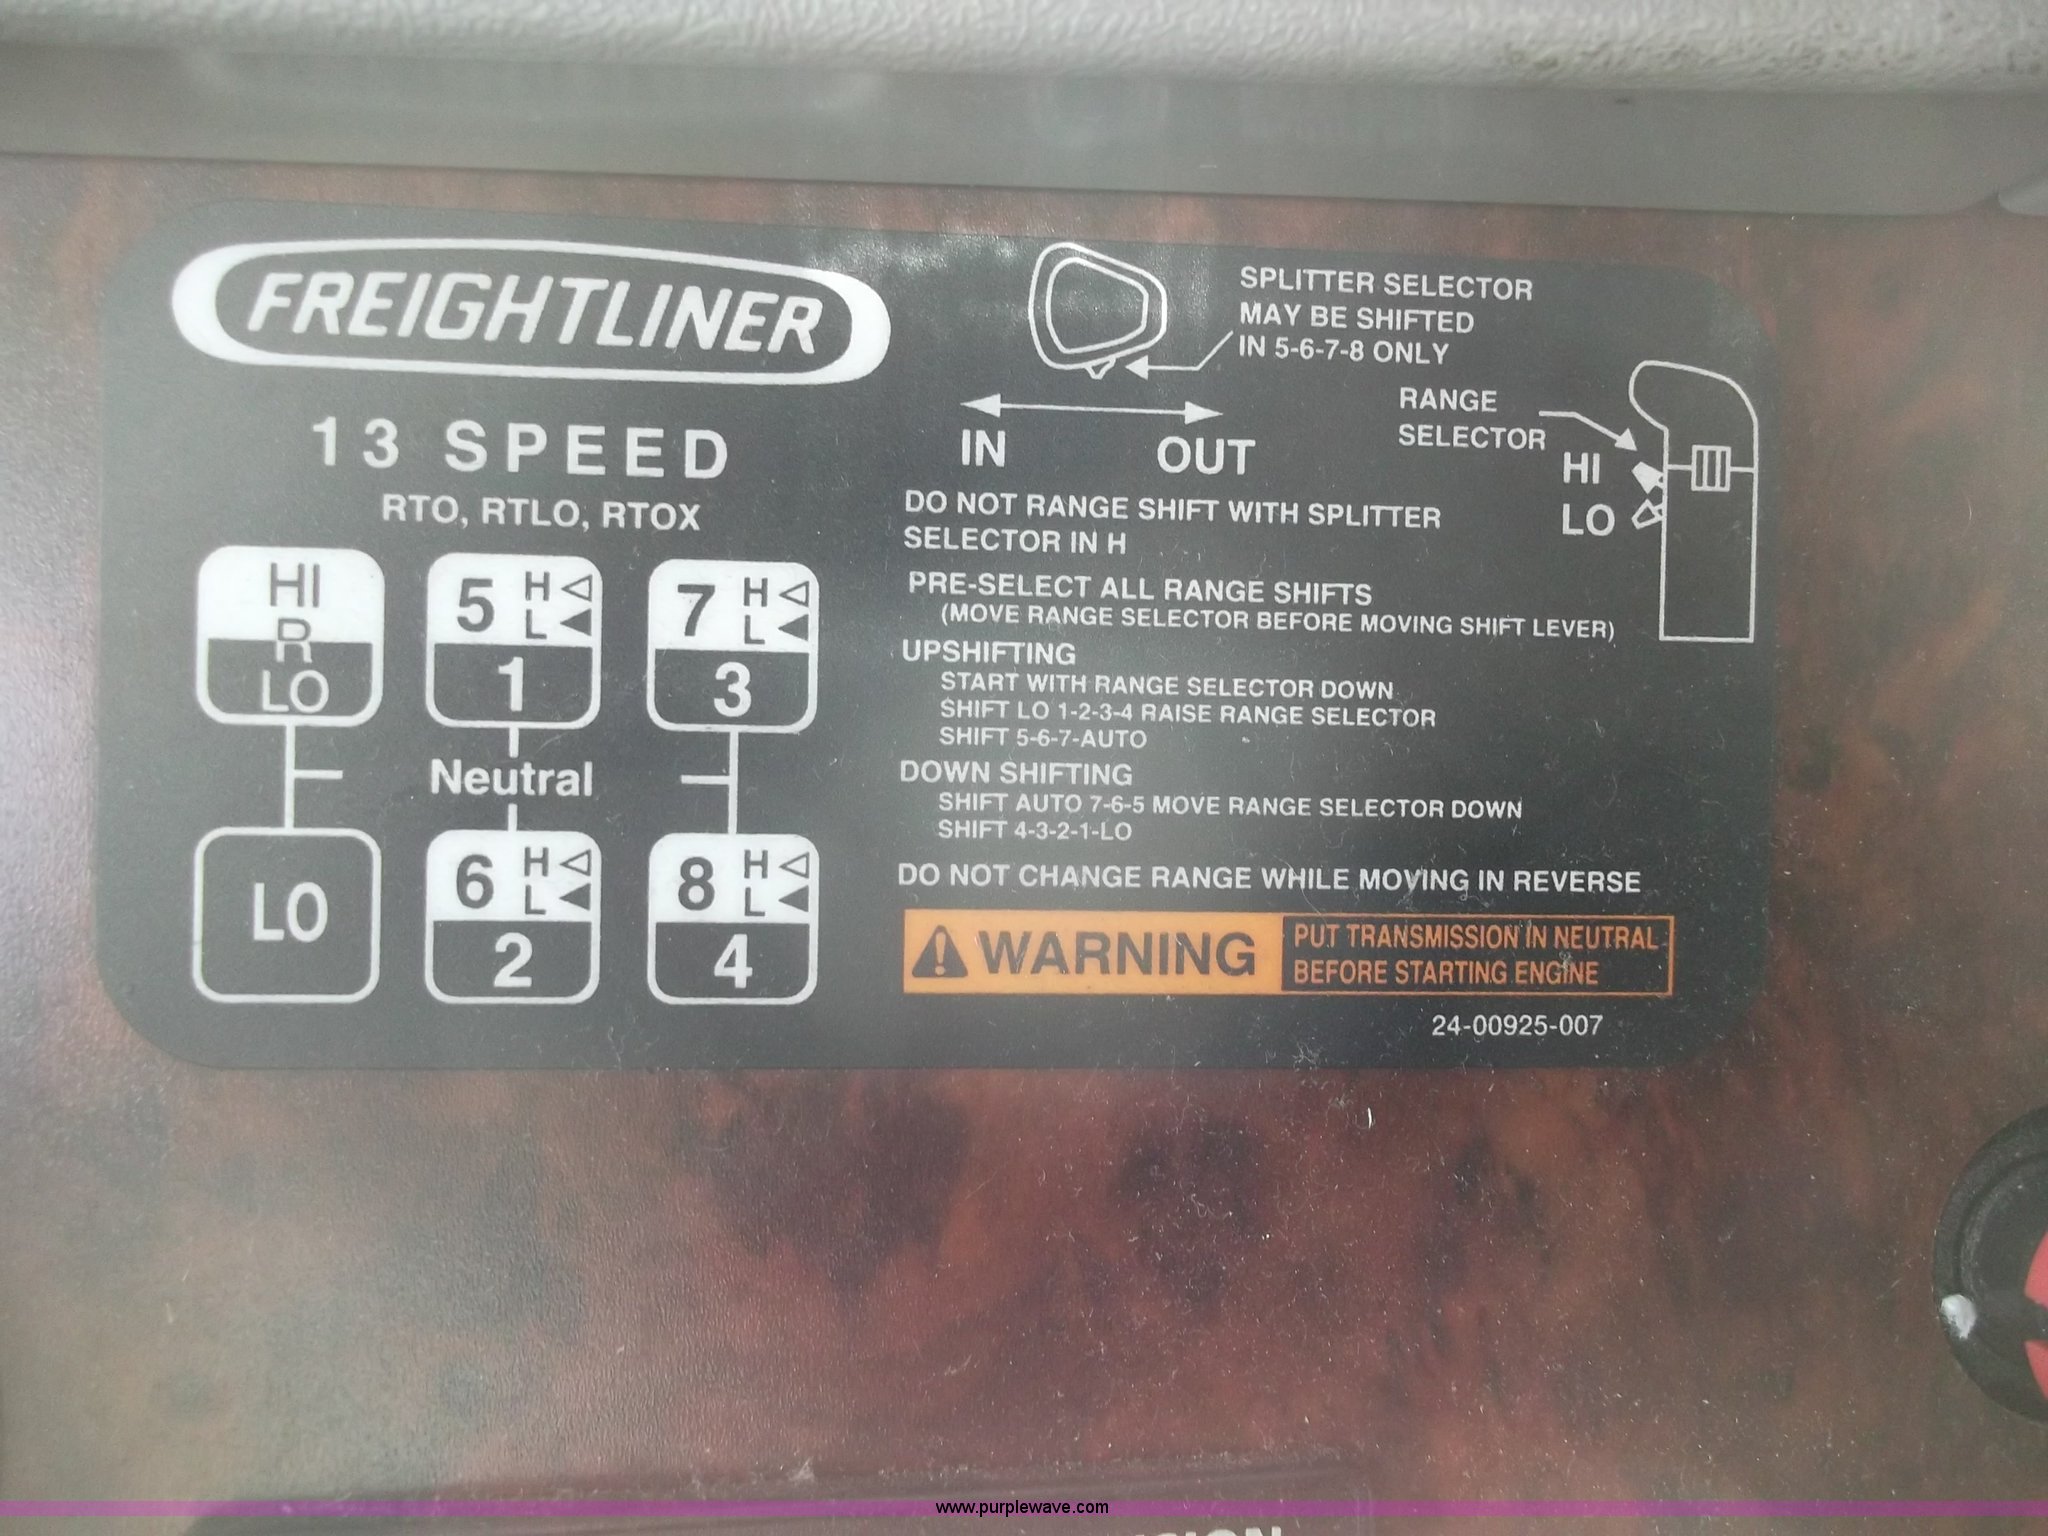 FREIGHTLINER
13 SPEED
RTO, RTLO, RTOX
HI
R
LO
5 H L
1
7 H L
3
Neutral
LO
6 H L
2
8 H L
4
SPLITTER SELECTOR
MAY BE SHIFTED
IN 5-6-7-8 ONLY
IN OUT
RANGE
SELECTOR
HI
LO
DO NOT RANGE SHIFT WITH SPLITTER
SELECTOR IN H
PRE-SELECT ALL RANGE SHIFTS
(MOVE RANGE SELECTOR BEFORE MOVING SHIFT LEVER)
UPSHIFTING
START WITH RANGE SELECTOR DOWN
SHIFT LO 1-2-3-4 RAISE RANGE SELECTOR
SHIFT 5-6-7-AUTO
DOWN SHIFTING
SHIFT AUTO 7-6-5 MOVE RANGE SELECTOR DOWN
SHIFT 4-3-2-1-LO
DO NOT CHANGE RANGE WHILE MOVING IN REVERSE
WARNING
PUT TRANSMISSION IN NEUTRAL
BEFORE STARTING ENGINE
24-00925-007
www.purplewave.com